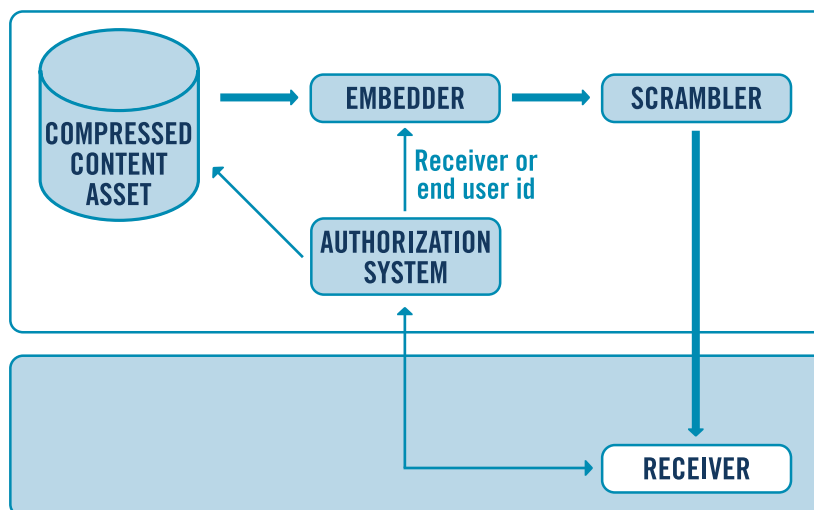 EMBEDDER
SCRAMBLER
COMPRESSED
CONTENT
ASSET
Receiver or
end user id
AUTHORIZATION
SYSTEM
RECEIVER